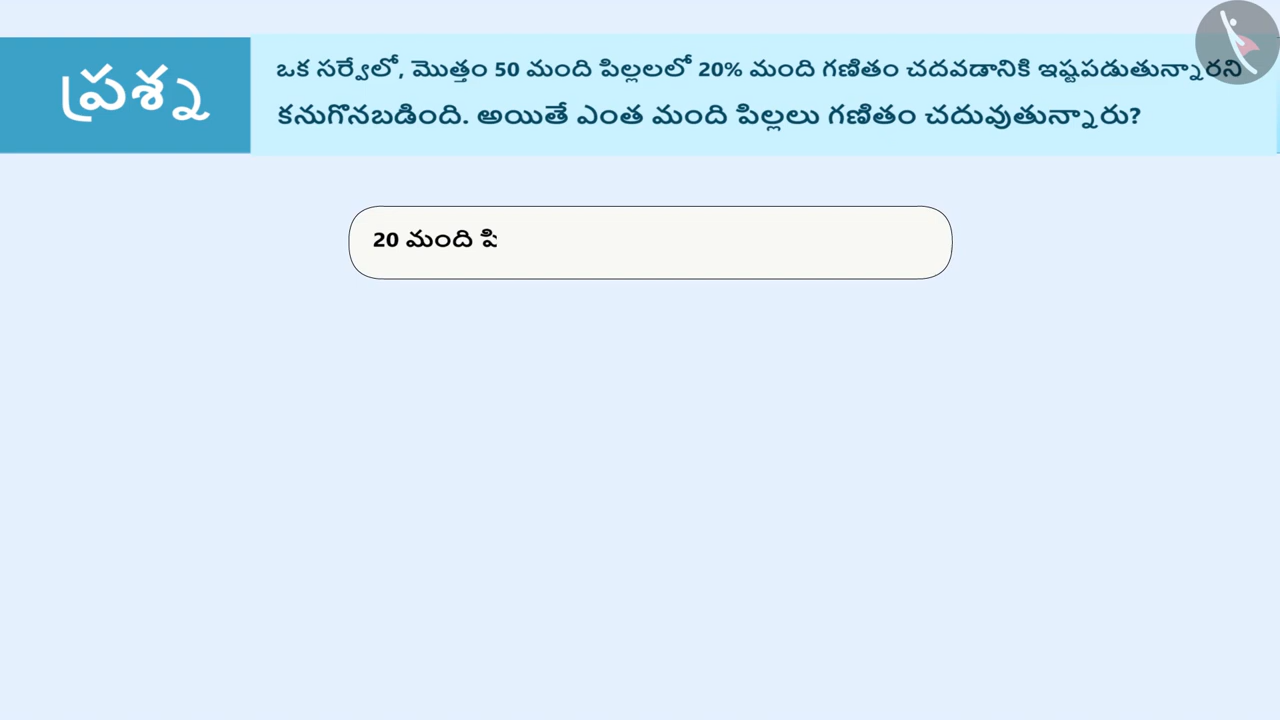 ప్రశ్న
ఒక సర్వేలో, మొత్తం 50 మంది పిల్లలలో 20% మంది గణితం చదవడానికి ఇష్టపడుతున్నారని
కనుగొనబడింది. అయితే ఎంత మంది పిల్లలు గణితం చదువుతున్నారు?
20 మంది పి